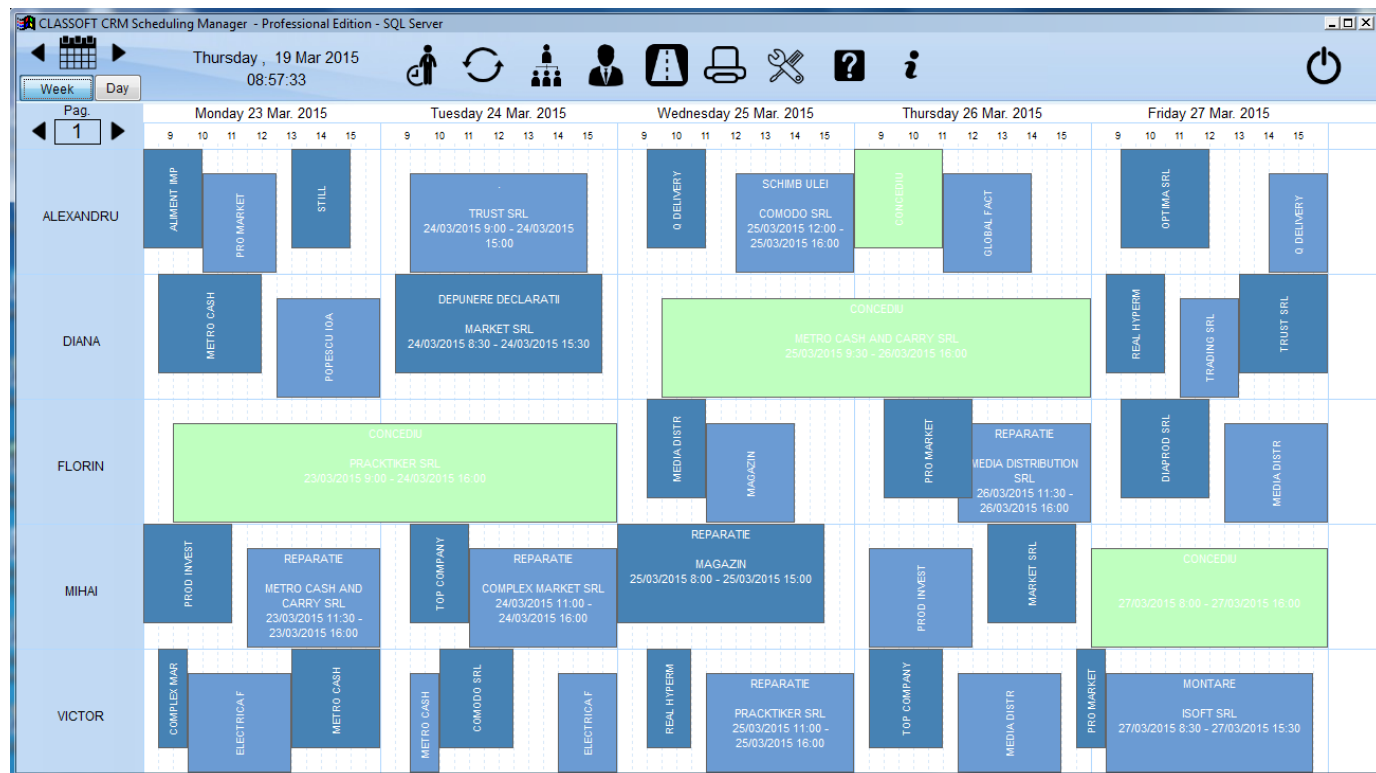 CLASSOFT CRM Scheduling Manager - Professional Edition - SQL Server
Thursday , 19 Mar 2015
08:57:33
Week Day
Pag.
1
Monday 23 Mar. 2015 Tuesday 24 Mar. 2015 Wednesday 25 Mar. 2015 Thursday 26 Mar. 2015 Friday 27 Mar. 2015
9 10 11 12 13 14 15 9 10 11 12 13 14 15 9 10 11 12 13 14 15 9 10 11 12 13 14 15 9 10 11 12 13 14 15
ALEXANDRU
ALIMENT IMP
PRO MARKET
STILL
.
TRUST SRL
24/03/2015 9:00 - 24/03/2015
15:00
Q DELIVERY
SCHIMB ULEI
COMODO SRL
25/03/2015 12:00 -
25/03/2015 16:00
CONCEDIU
GLOBAL FACT
OPTIMA SRL
Q DELIVERY
DIANA
METRO CASH
POPESCU IOA
DEPUNERE DECLARATII
MARKET SRL
24/03/2015 8:30 - 24/03/2015 15:30
CONCEDIU
METRO CASH AND CARRY SRL
25/03/2015 9:30 - 26/03/2015 16:00
REAL HYPERM
TRADING SRL
TRUST SRL
FLORIN
CONCEDIU
PRACKTIKER SRL
23/03/2015 9:00 - 24/03/2015 16:00
MEDIA DISTR
MAGAZIN
PRO MARKET
REPARATIE
MEDIA DISTRIBUTION
SRL
26/03/2015 11:30 -
26/03/2015 16:00
DIAPROD SRL
MEDIA DISTR
MIHAI
PROD INVEST
REPARATIE
METRO CASH AND
CARRY SRL
23/03/2015 11:30 -
23/03/2015 16:00
TOP COMPANY
REPARATIE
COMPLEX MARKET SRL
24/03/2015 11:00 -
24/03/2015 16:00
REPARATIE
MAGAZIN
25/03/2015 8:00 - 25/03/2015 15:00
PROD INVEST
MARKET SRL
CONCEDIU
27/03/2015 8:00 - 27/03/2015 16:00
VICTOR
COMPLEX MAR
ELECTRICA F
METRO CASH
METRO CASH
COMODO SRL
ELECTRICA F
REAL HYPERM
REPARATIE
PRACKTIKER SRL
25/03/2015 11:00 -
25/03/2015 16:00
TOP COMPANY
MEDIA DISTR
PRO MARKET
MONTARE
ISOFT SRL
27/03/2015 8:30 - 27/03/2015 15:30